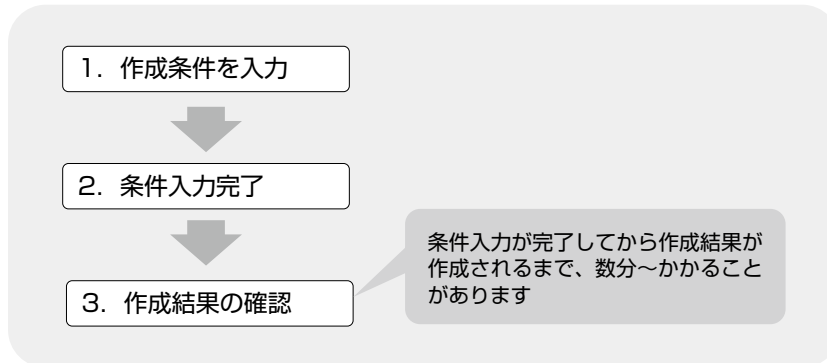 1. 作成条件を入力
2. 条件入力完了
条件入力が完了してから作成結果が
作成されるまで、数分～かかること
があります
3. 作成結果の確認